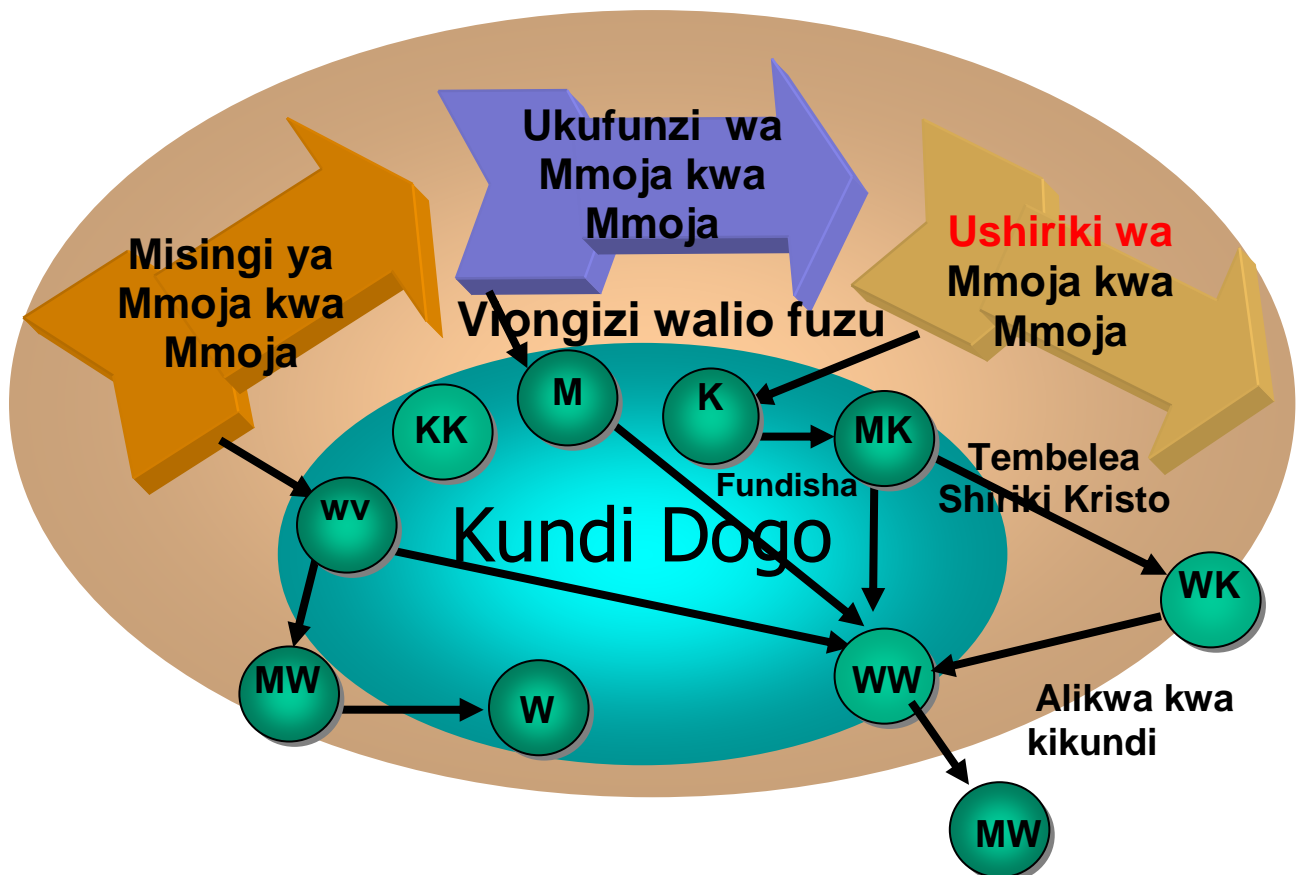 Ukufunzi wa
Mmoja kwa
Mmoja
Misingi ya
Mmoja kwa
Mmoja
Ushiriki wa
Mmoja kwa
Mmoja
Viongizi walio fuzu
M
K
KK
MK
Tembelea
Shiriki Kristo
Fundisha
wv
Kundi Dogo
WK
MW
W
WW
Alikwa kwa
kikundi
MW